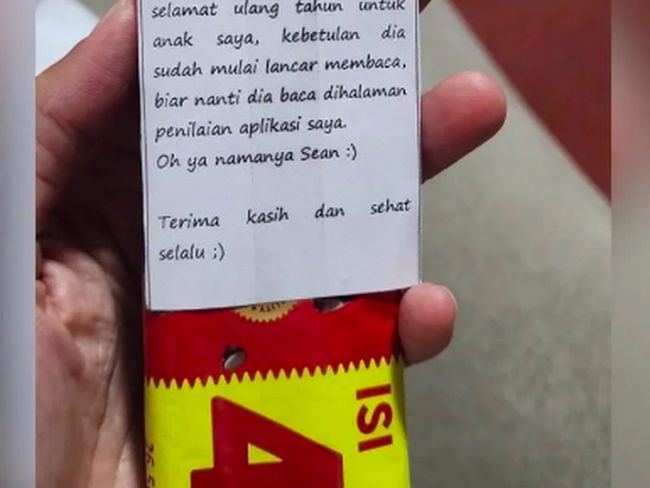 selamat ulang tahun untuk
anak saya, kebetulan dia
sudah mulai lancar membaca,
biar nanti dia baca dihalaman
penilaian aplikasi saya.
Oh ya namanya Sean :)
Terima kasih dan sehat
selalu ;)
ISI
4